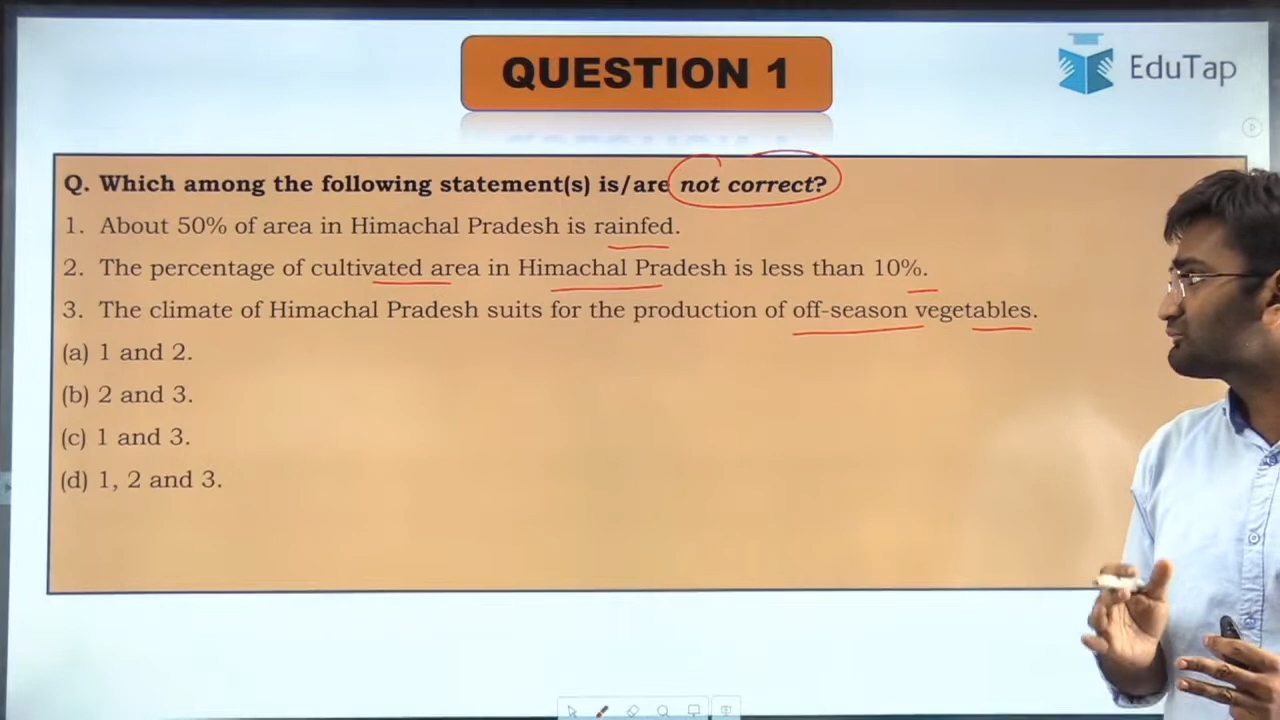 QUESTION 1
EduTap
Q. Which among the following statement(s) is/are not correct?
1. About 50% of area in Himachal Pradesh is rainfed.
2. The percentage of cultivated area in Himachal Pradesh is less than 10%.
3. The climate of Himachal Pradesh suits for the production of off-season vegetables.
(a) 1 and 2.
(b) 2 and 3.
(c) 1 and 3.
(d) 1, 2 and 3.